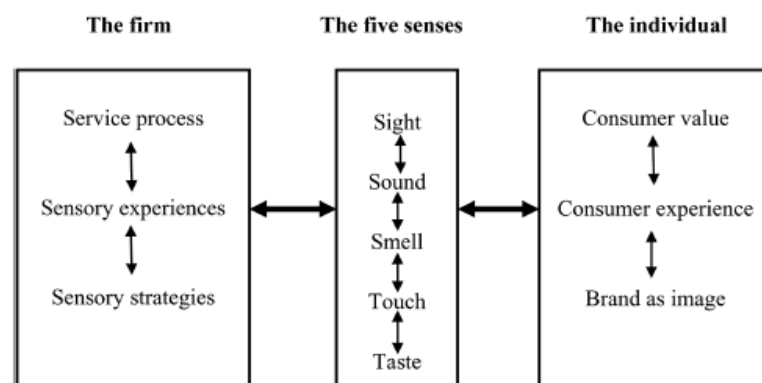 The firm
The five senses
The individual
Service process
Sensory experiences
Sensory strategies
Sight
Sound
Smell
Touch
Taste
Consumer value
Consumer experience
Brand as image